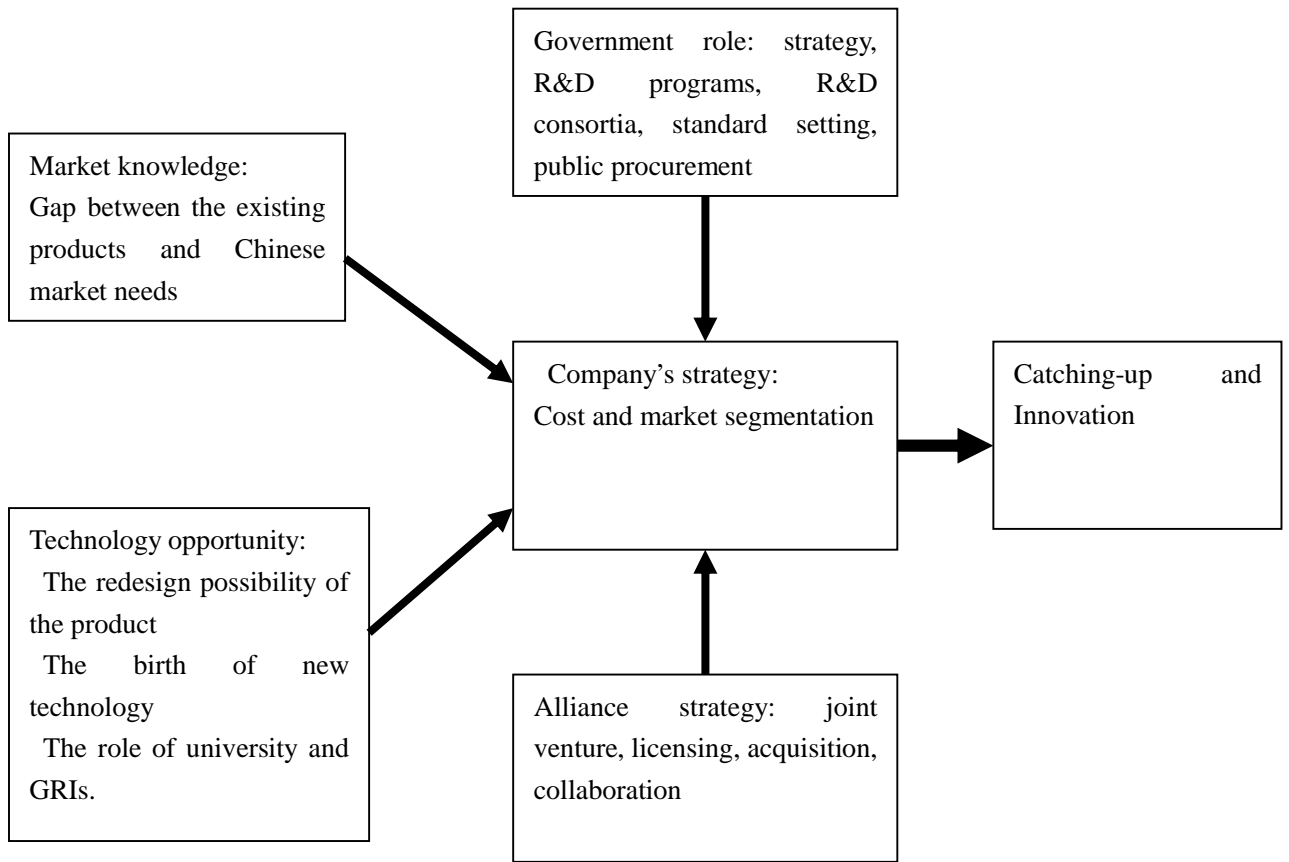 Government role: strategy,
R&D programs, R&D
consortia, standard setting,
public procurement
Market knowledge:
Gap between the existing
products and Chinese
market needs
Company’s strategy:
Cost and market segmentation
Catching-up and
Innovation
Technology opportunity:
The redesign possibility of
the product
The birth of new
technology
The role of university and
GRIs.
Alliance strategy: joint
venture, licensing, acquisition,
collaboration